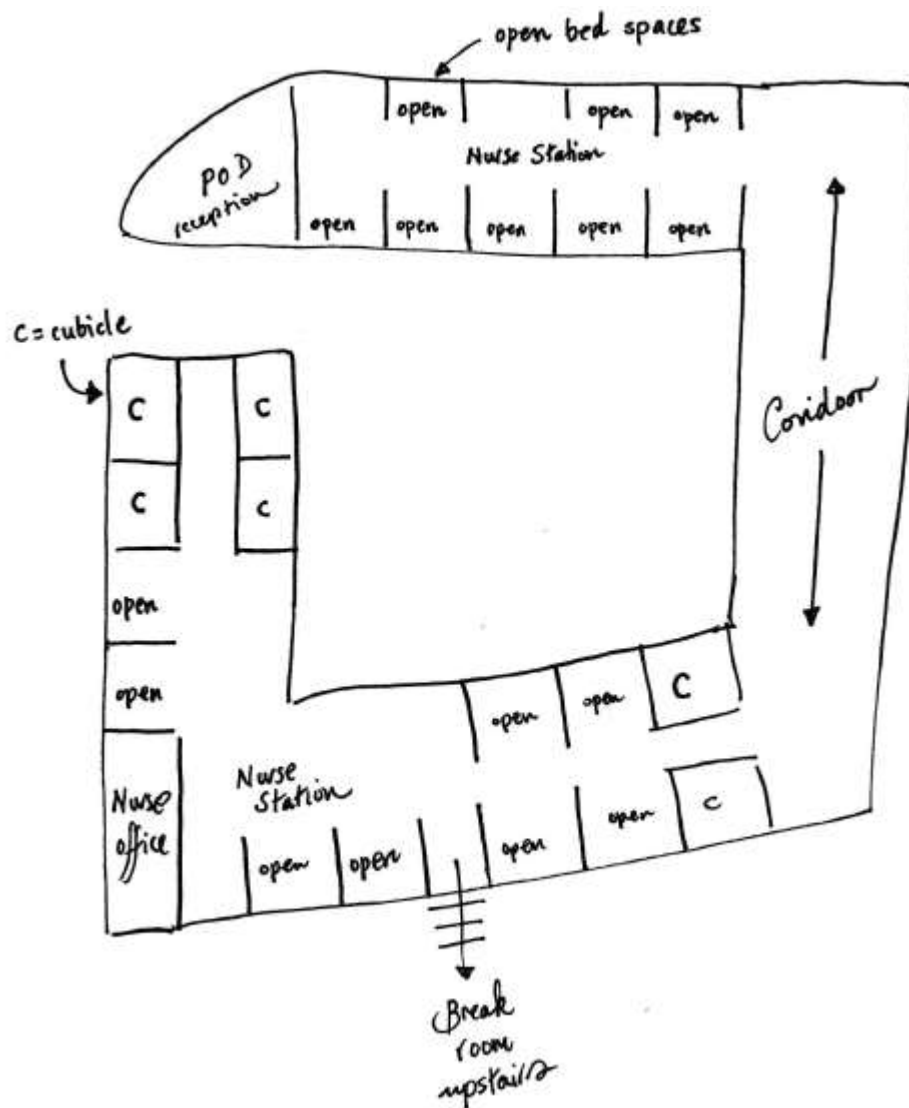 open bed spaces
open
open
open
Nurse Station
POD
reception
open
open
open
open
open
C = cubicle
C
C
C
C
Corridoor
open
open
C
open
open
Nurse
office
Nurse
Station
open
open
open
open
C
Break
room
upstairs